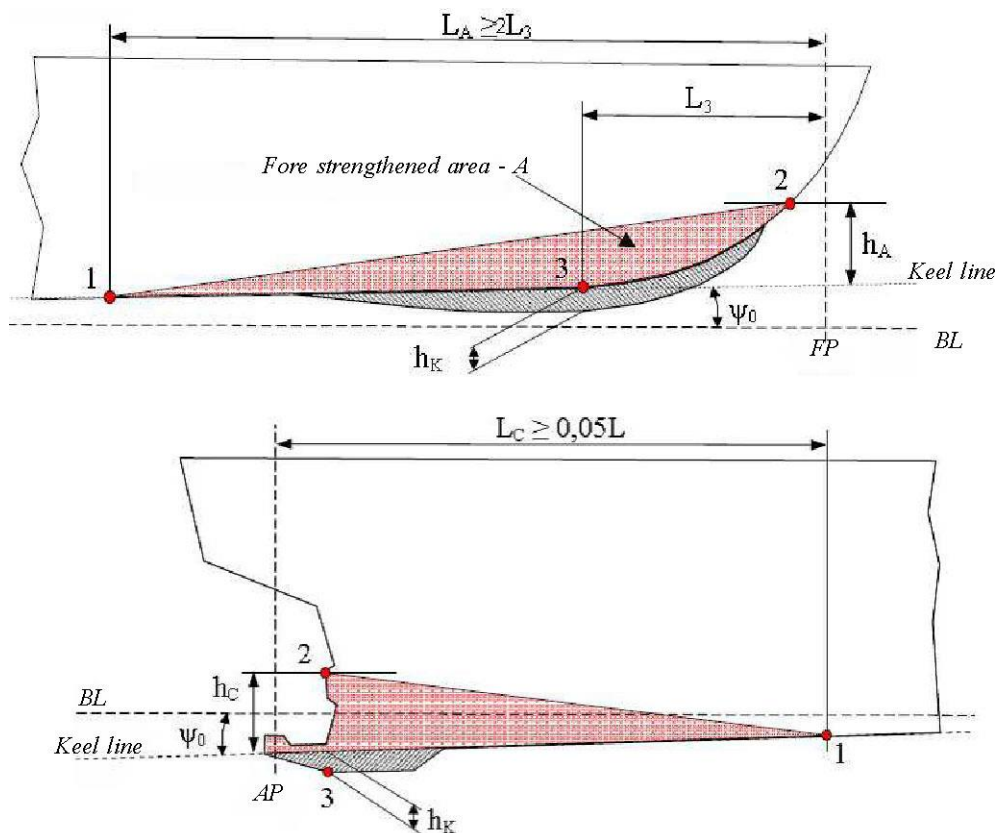 L_A ≥2L_3
L_3
Fore strengthened area - A
2
h_A
3
1
Keel line
ψ_0
BL
FP
h_K
L_C ≥ 0,05L
2
h_C
BL
ψ_0
Keel line
1
AP
3
h_K